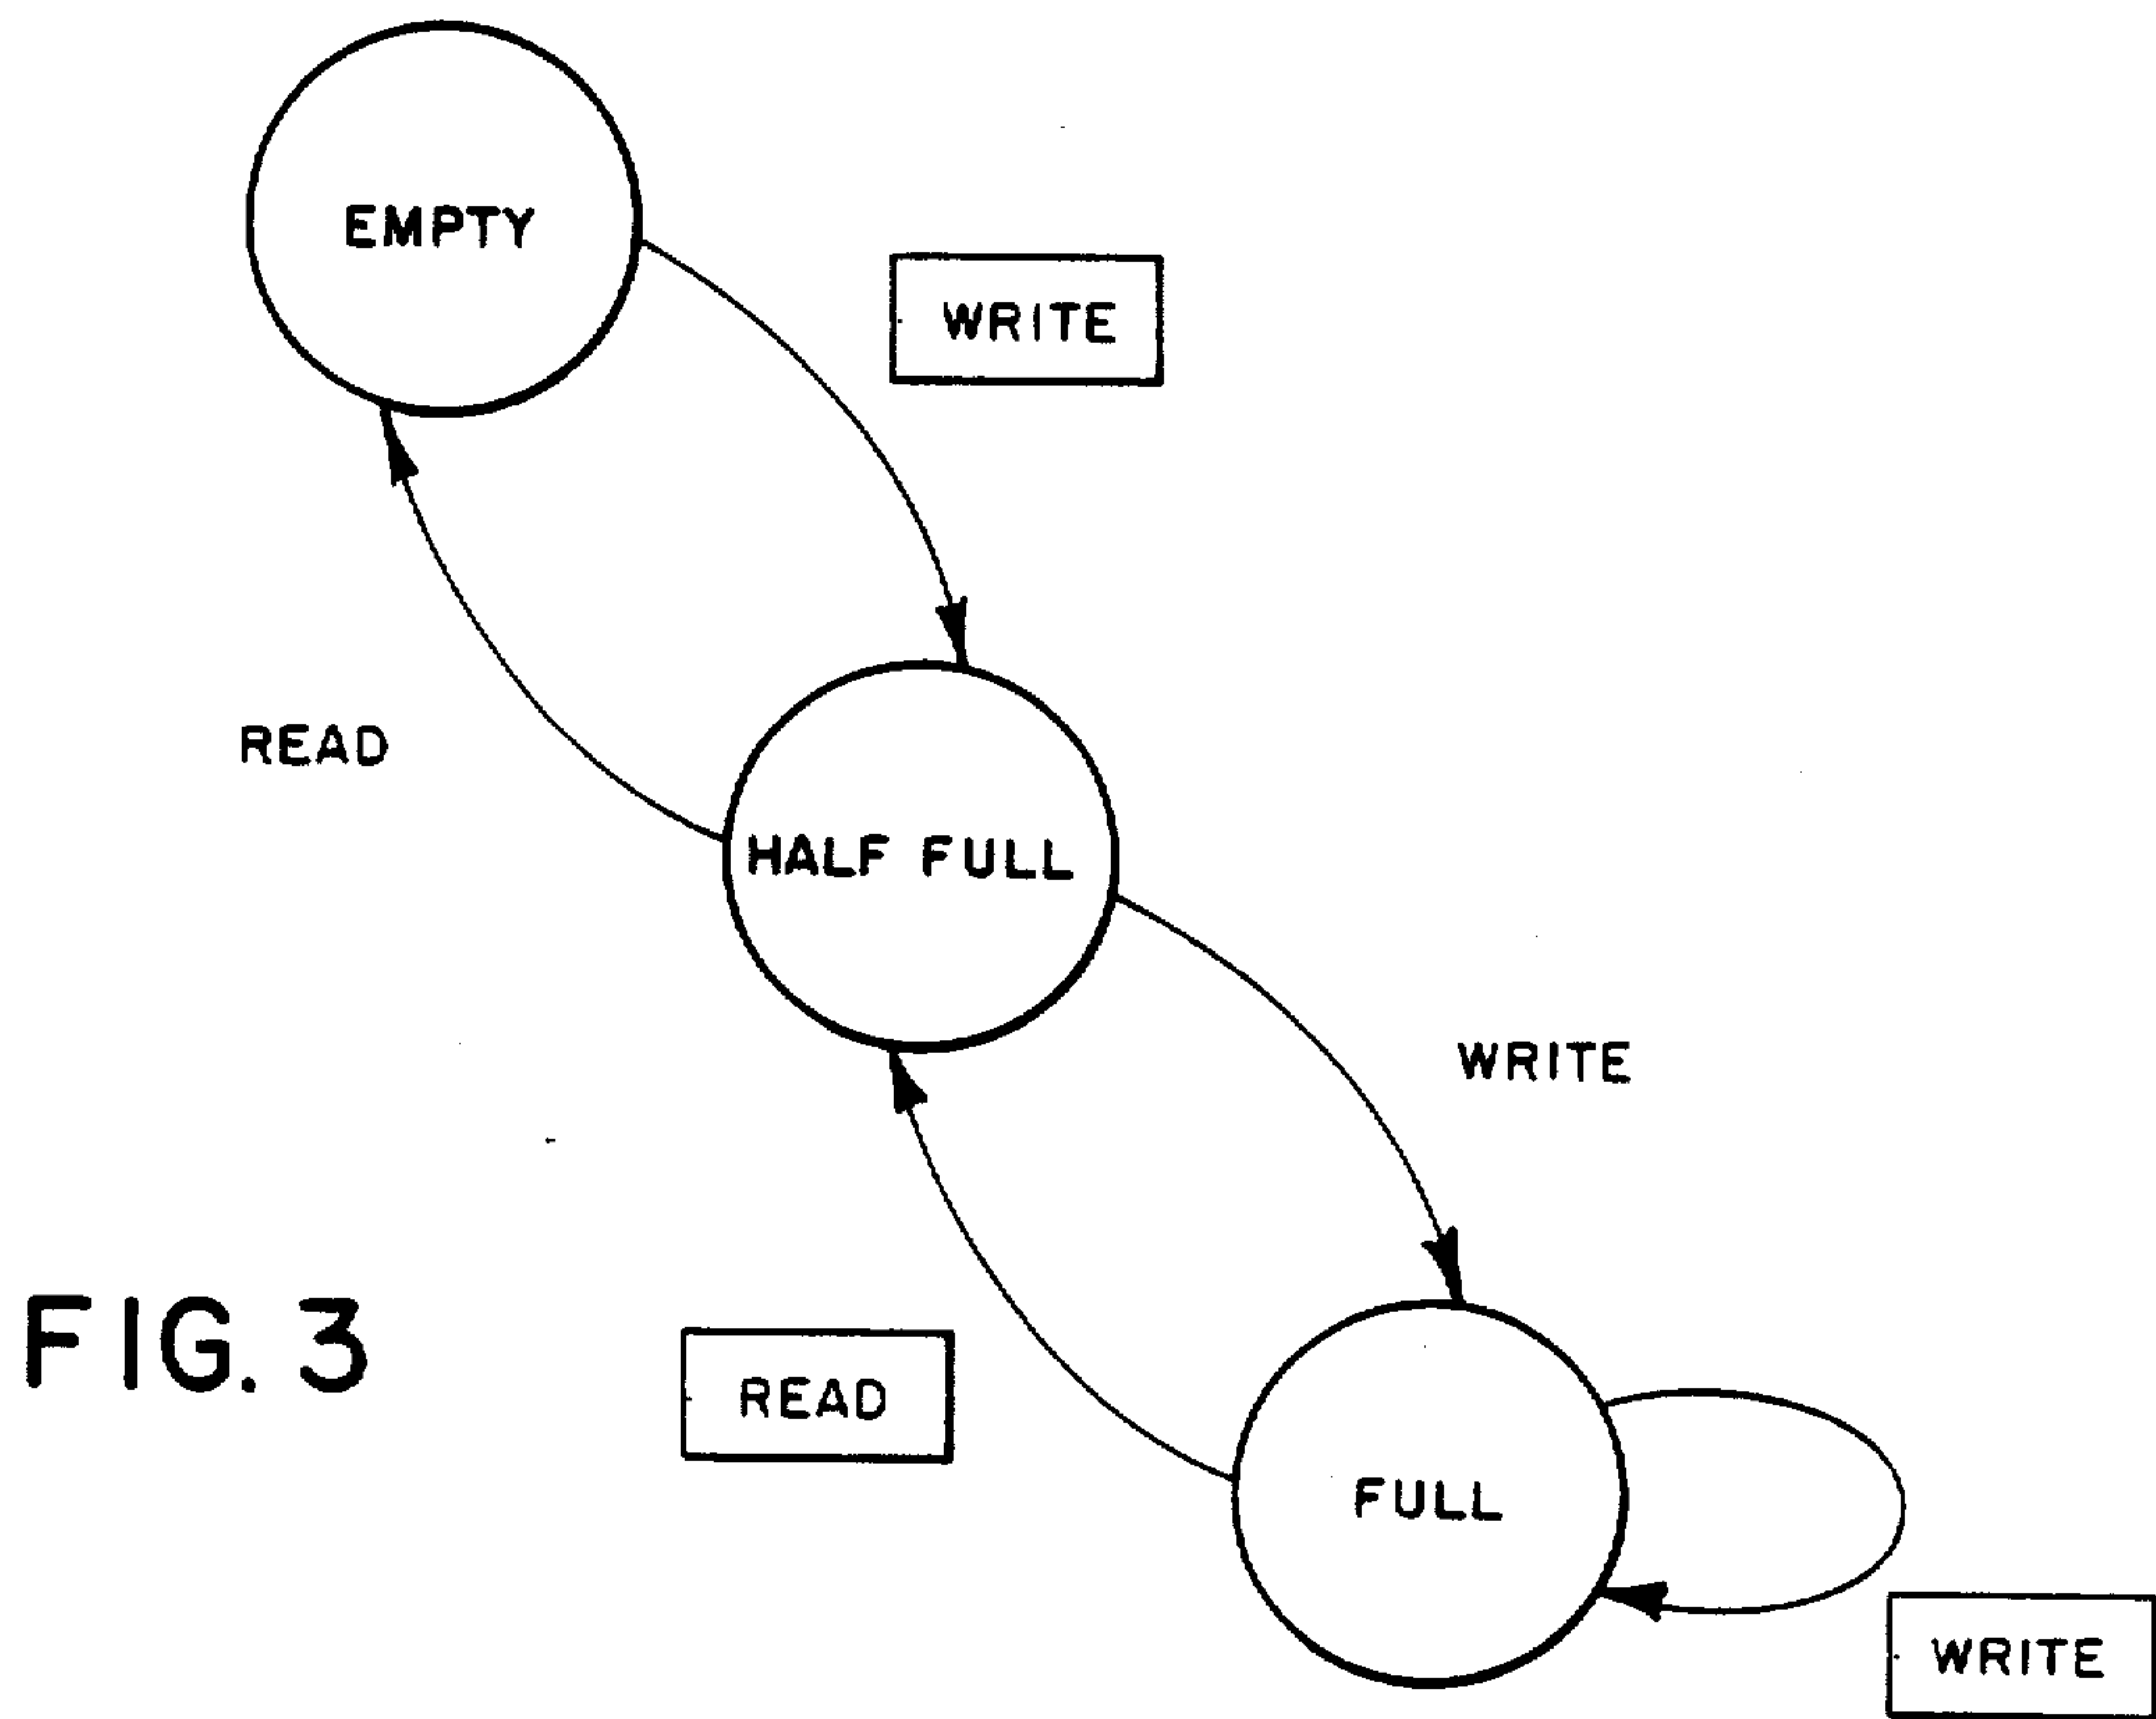 EMPTY
WRITE
READ
HALF FULL
WRITE
FIG. 3
READ
FULL
WRITE